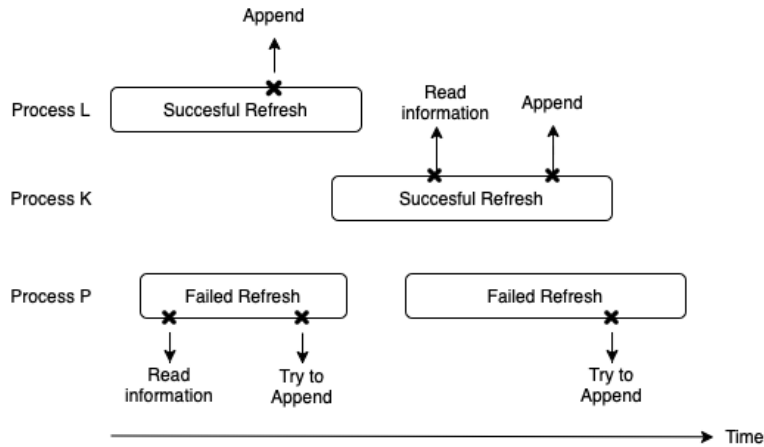 Append
Process L
Succesful Refresh
Read
information
Append
Process K
Succesful Refresh
Process P
Failed Refresh
Failed Refresh
Read
information
Try to
Append
Try to
Append
Time